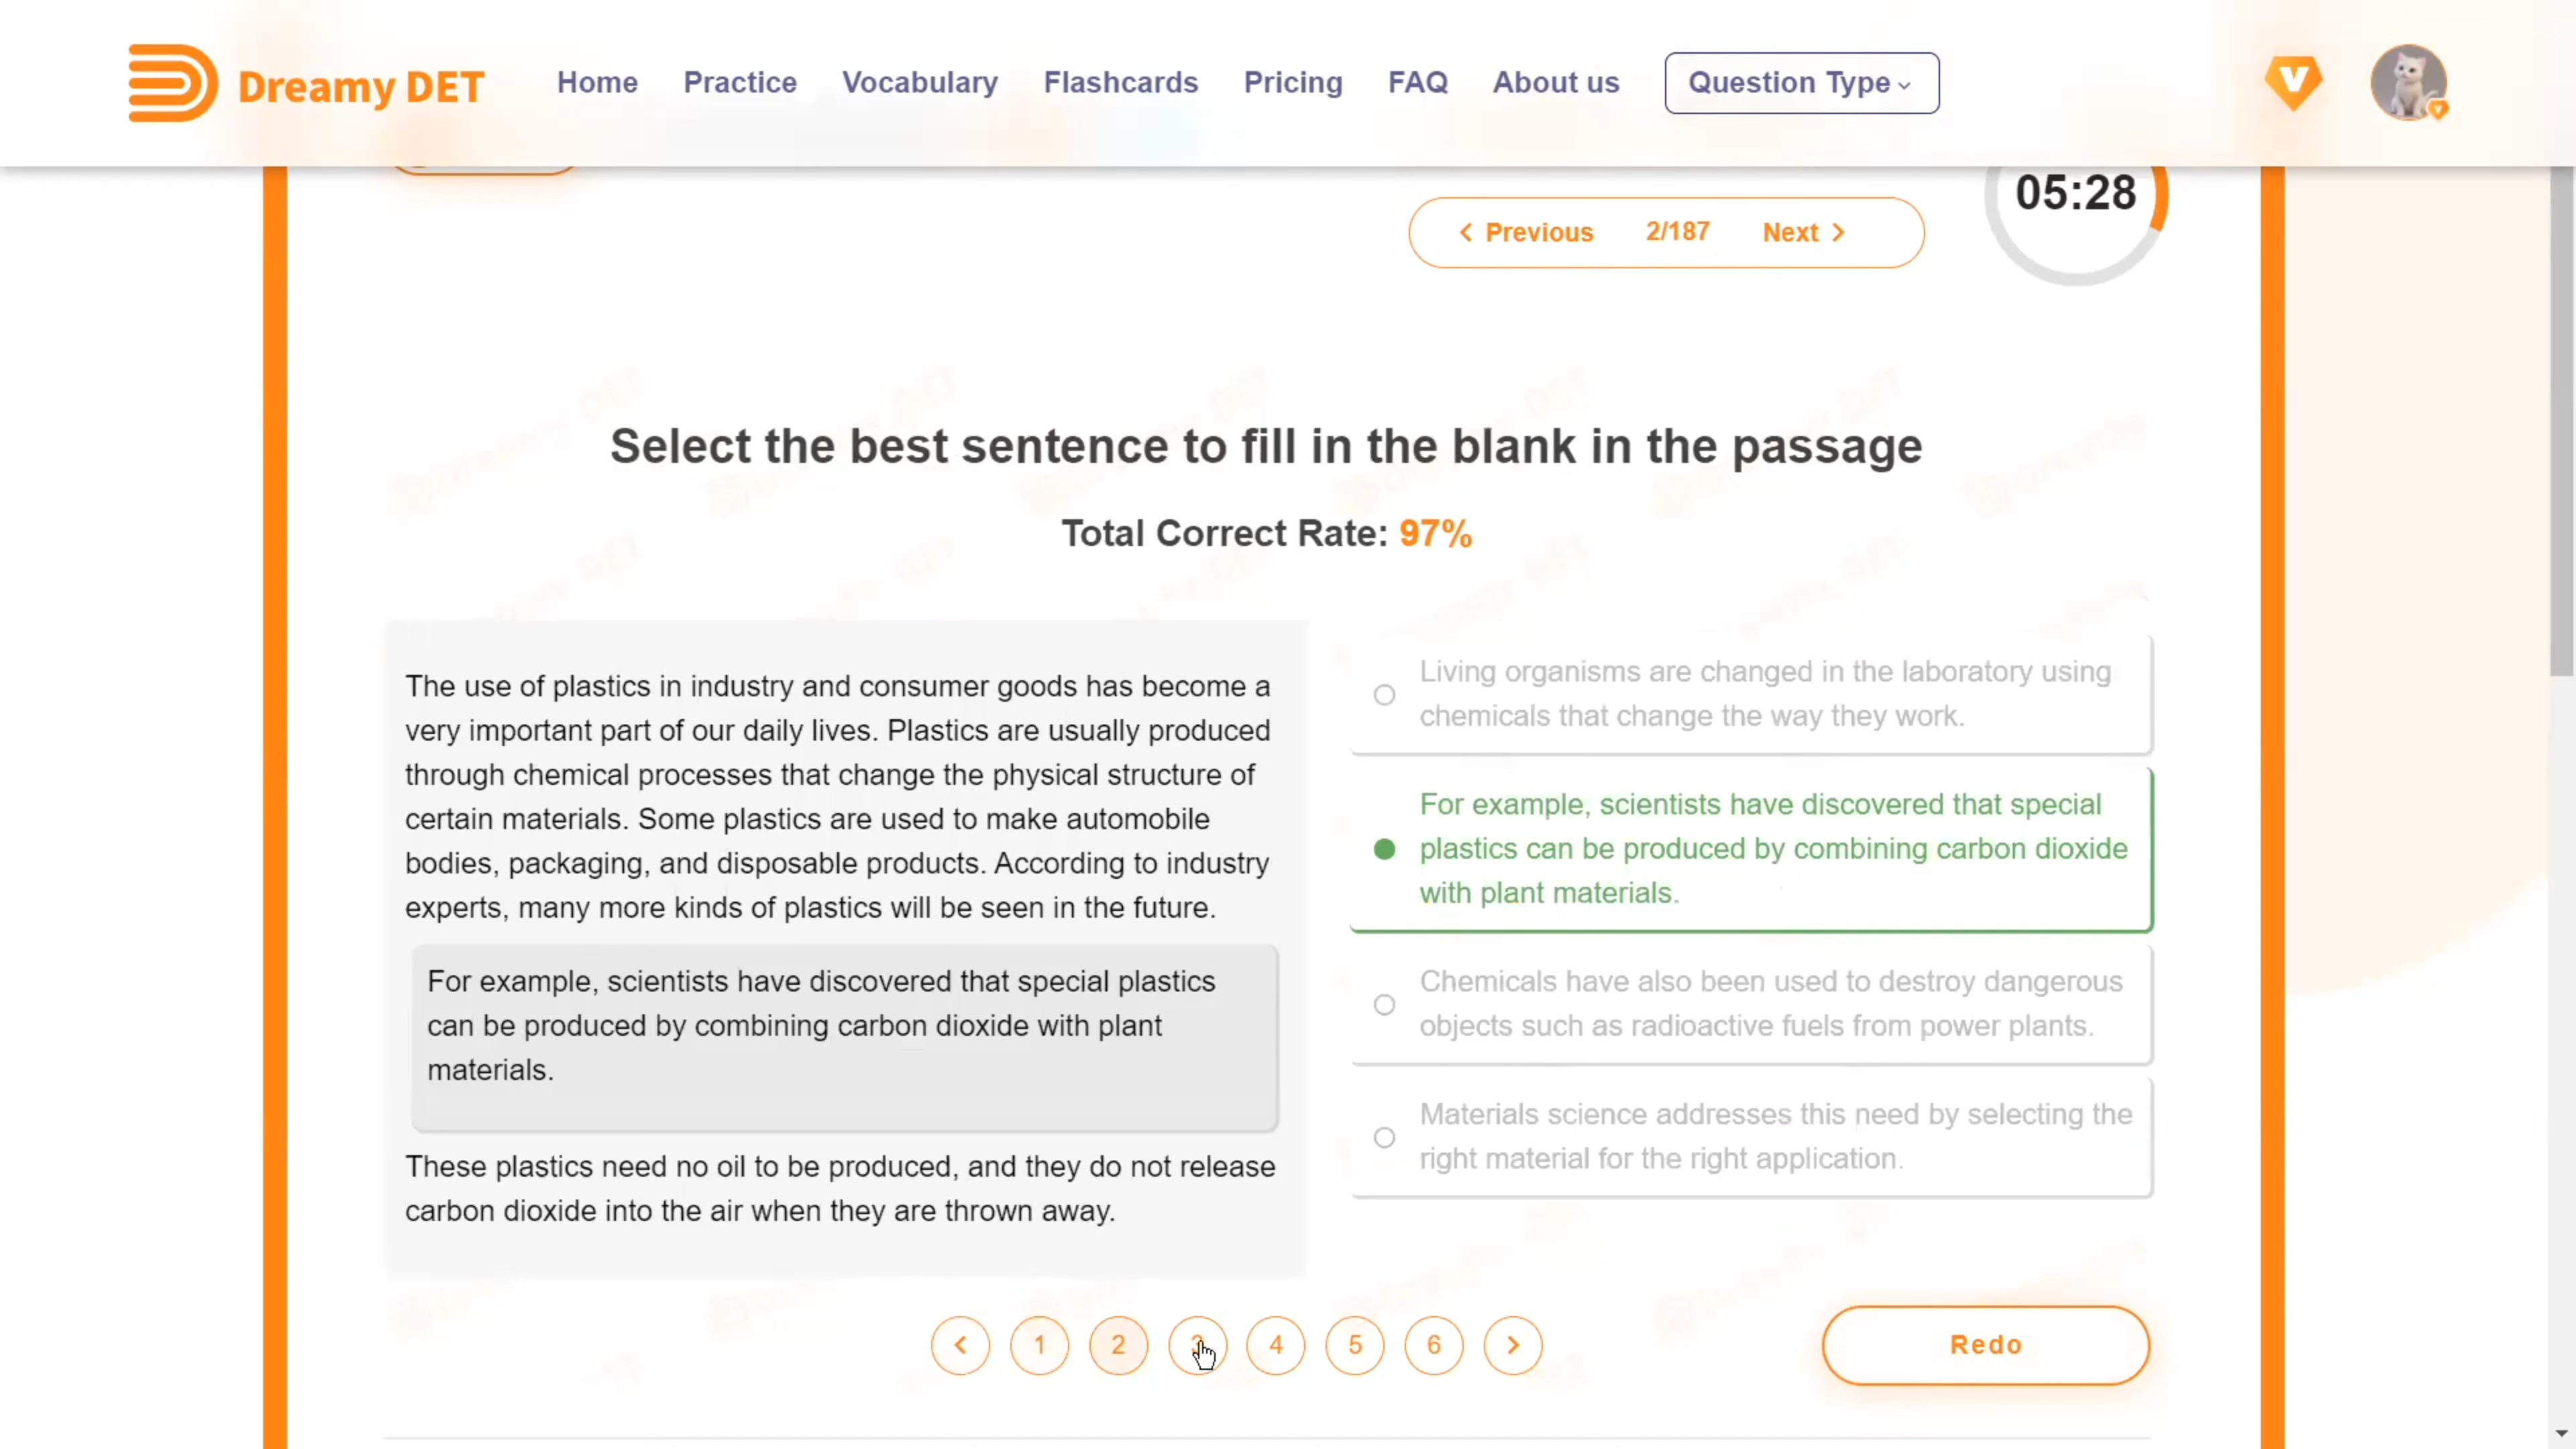 Dreamy DET
Home
Practice
Vocabulary
Flashcards
Pricing
FAQ
About us
Question Type
V
05:28
Previous
2/187
Next
Select the best sentence to fill in the blank in the passage
Total Correct Rate: 97%
The use of plastics in industry and consumer goods has become a
very important part of our daily lives. Plastics are usually produced
through chemical processes that change the physical structure of
certain materials. Some plastics are used to make automobile
bodies, packaging, and disposable products. According to industry
experts, many more kinds of plastics will be seen in the future.
For example, scientists have discovered that special plastics
can be produced by combining carbon dioxide with plant
materials.
These plastics need no oil to be produced, and they do not release
carbon dioxide into the air when they are thrown away.
Living organisms are changed in the laboratory using
chemicals that change the way they work.
For example, scientists have discovered that special
plastics can be produced by combining carbon dioxide
with plant materials.
Chemicals have also been used to destroy dangerous
objects such as radioactive fuels from power plants.
Materials science addresses this need by selecting the
right material for the right application.
1
2
3
4
5
6
Redo